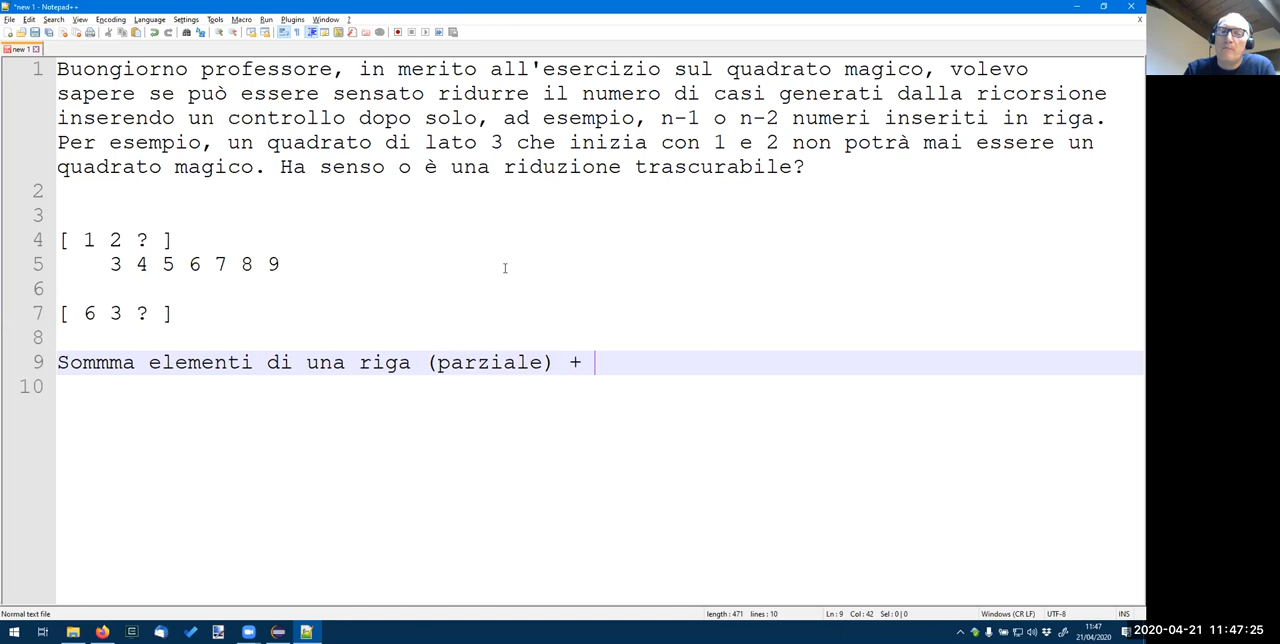 *new 1 - Notepad++
File Edit Search View Encoding Language Settings Tools Macro Run Plugins Window ?
X
new 1
1 Buongiorno professore, in merito all'esercizio sul quadrato magico, volevo
sapere se può essere sensato ridurre il numero di casi generati dalla ricorsione
inserendo un controllo dopo solo, ad esempio, n-1 o n-2 numeri inseriti in riga.
Per esempio, un quadrato di lato 3 che inizia con 1 e 2 non potrà mai essere un
quadrato magico. Ha senso o è una riduzione trascurabile?
2
3
4 [ 1 2 ? ]
5 3 4 5 6 7 8 9
6
7 [ 6 3 ? ]
8
9 Sommma elementi di una riga (parziale) +
10
Normal text file length : 471 lines : 10 Ln : 9 Col : 42 Sel : 0 | 0 Windows (CR LF) UTF-8 INS
11:47
21/04/2020
2020-04-21 11:47:25